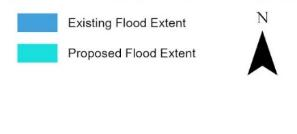 N
Existing Flood Extent
Proposed Flood Extent